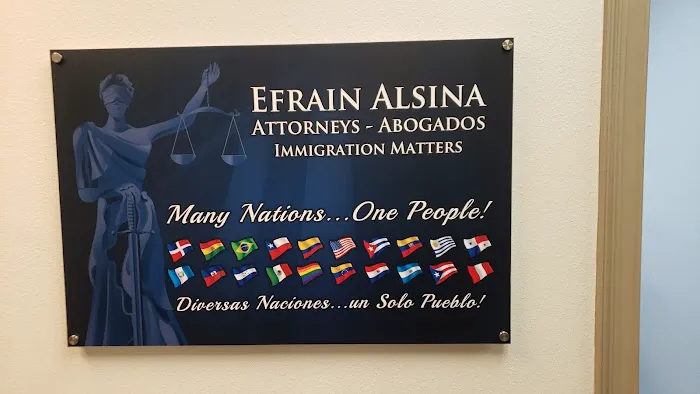 EFRAIN ALSINA
ATTORNEYS - ABOGADOS
IMMIGRATION MATTERS
Many Nations...One People!
Diversas Naciones...un Solo Pueblo!